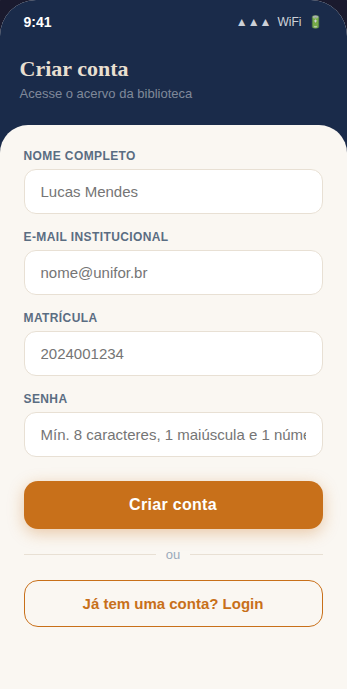 9:41
▲▲▲ WiFi 🔋
Criar conta
Acesse o acervo da biblioteca
NOME COMPLETO
Lucas Mendes
E-MAIL INSTITUCIONAL
nome@unifor.br
MATRÍCULA
2024001234
SENHA
Mín. 8 caracteres, 1 maiúscula e 1 núme
Criar conta
ou
Já tem uma conta? Login